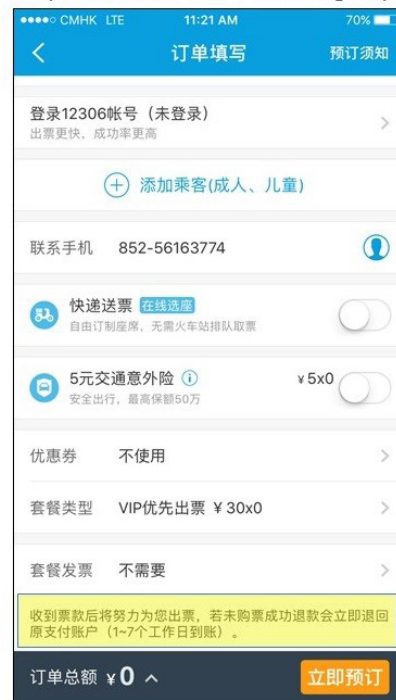 CMHK LTE 11:21 AM 70%
订单填写 预订须知
登录12306帐号（未登录）
出票更快，成功率更高
添加乘客(成人、儿童)
联系手机 852-56163774
快递送票 在线选座
自由订制座席，无需火车站排队取票
5元交通意外险 ¥5x0
安全出行，最高保额50万
优惠券 不使用
套餐类型 VIP优先出票 ¥30x0
套餐发票 不需要
收到票款后将努力为您出票，若未购票成功退款会立即退回
原支付账户（1~7个工作日到账）。
订单总额 ¥0 立即预订